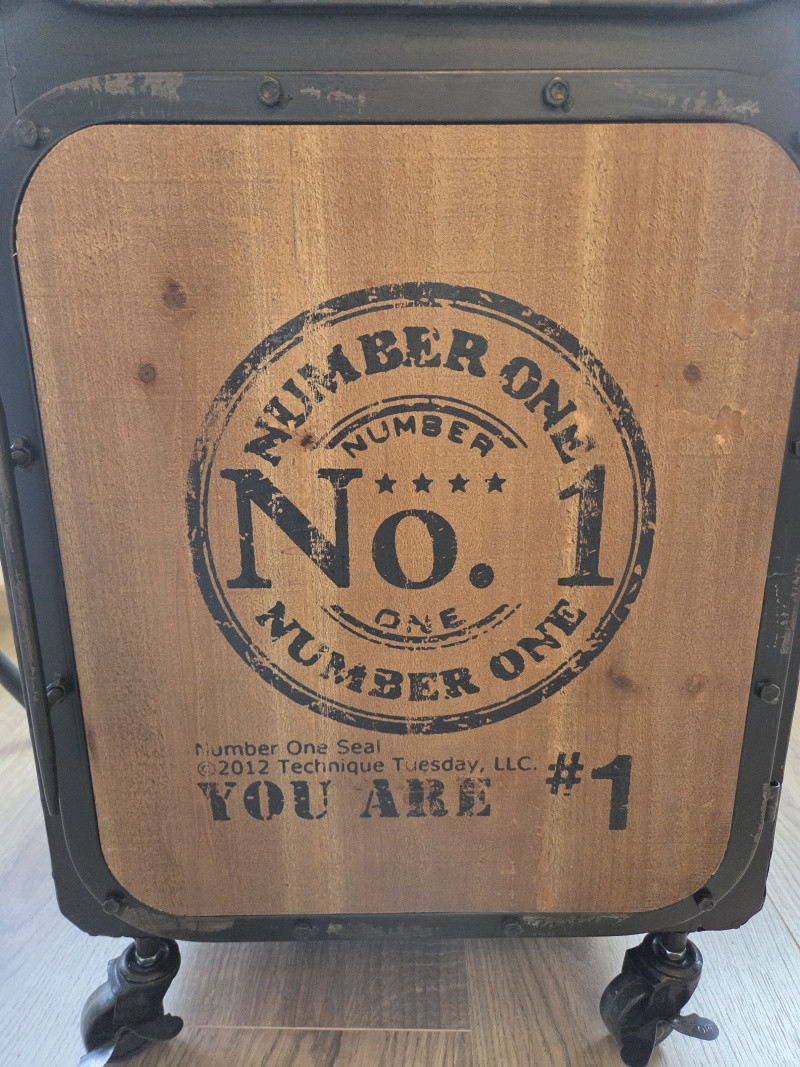 NUMBER ONE
NUMBER
No. 1
ONE
NUMBER ONE
Number One Seal
©2012 Technique Tuesday, LLC.
YOU ARE #1